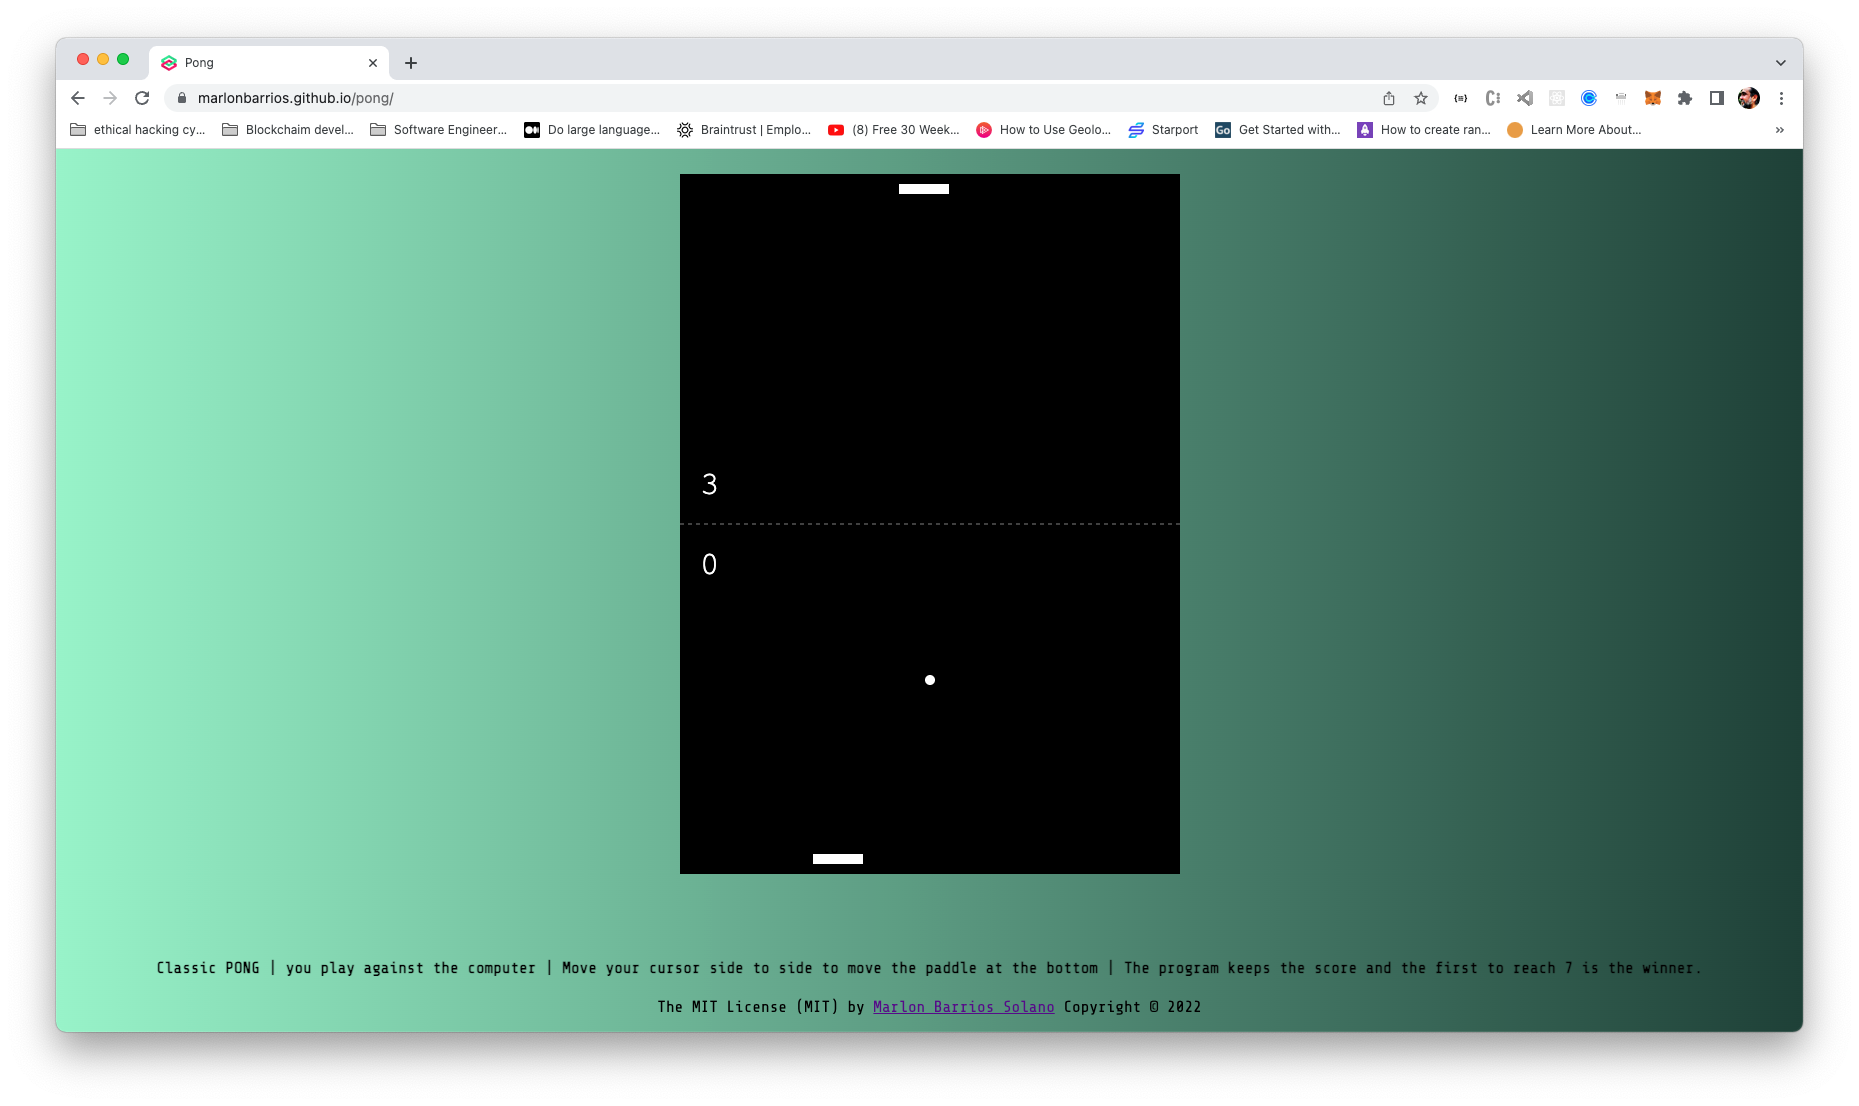 Pong
marlonbarrios.github.io/pong/
ethical hacking cy... Blockchaim devel... Software Engineer... Do large language... Braintrust | Emplo... (8) Free 30 Week... How to Use Geolo... Starport Go Get Started with... How to create ran... Learn More About...
3
0
Classic PONG | you play against the computer | Move your cursor side to side to move the paddle at the bottom | The program keeps the score and the first to reach 7 is the winner.
The MIT License (MIT) by Marlon Barrios Solano Copyright © 2022